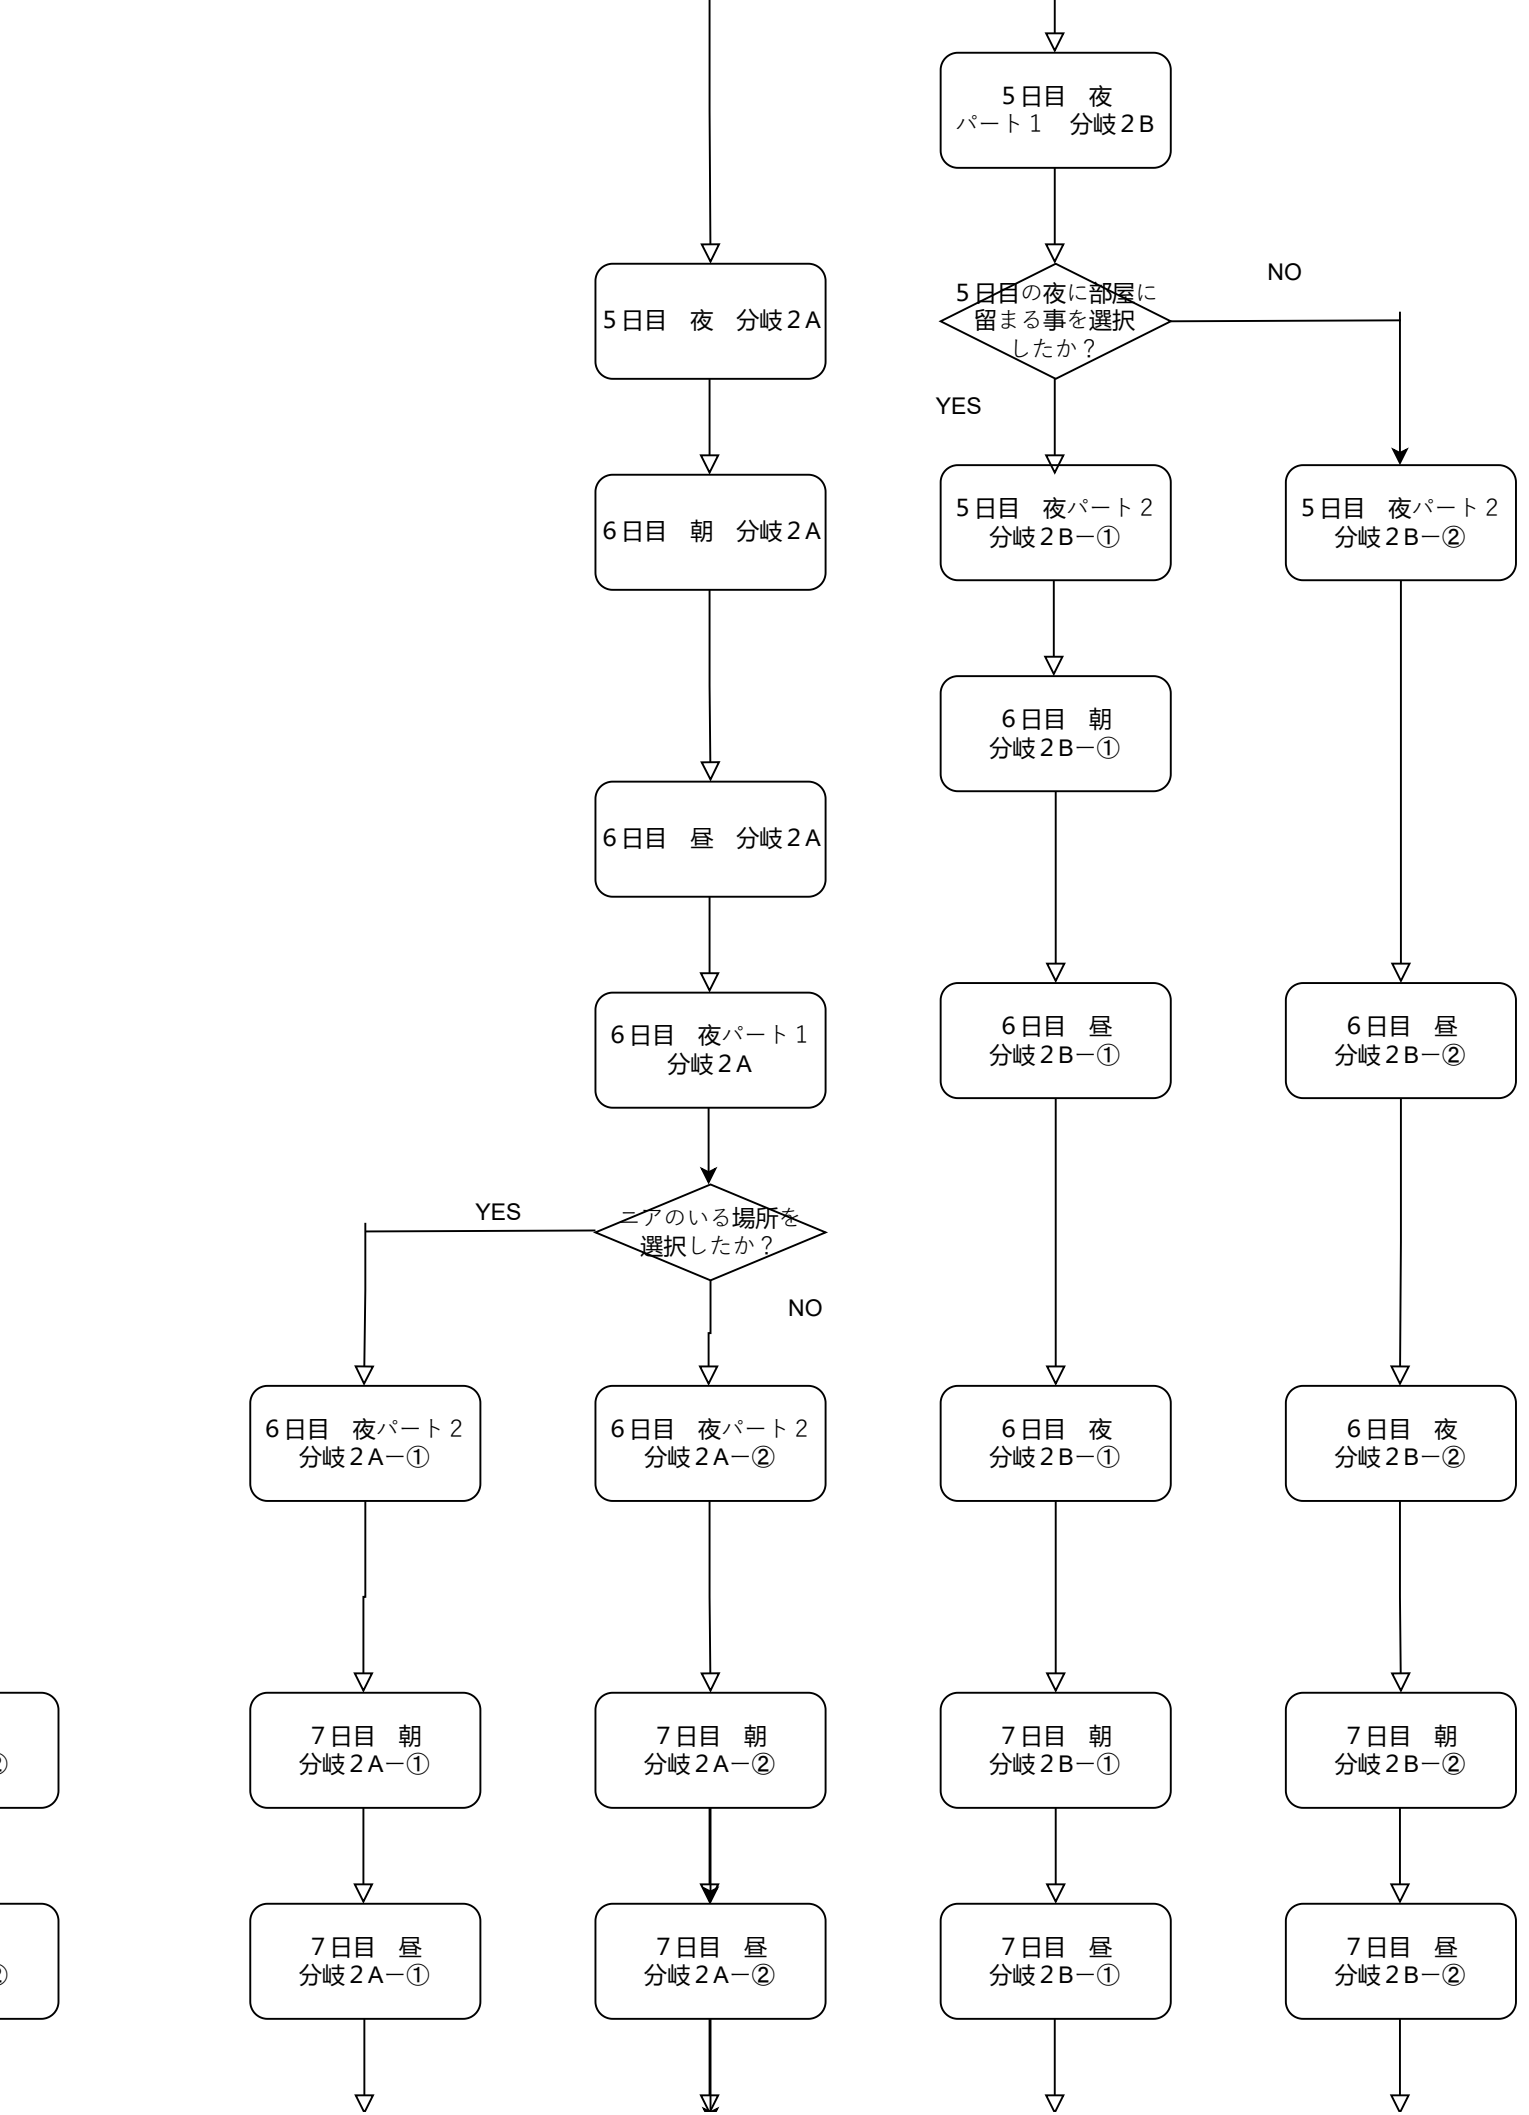 ５日目　夜
パート１　分岐２B
NO
５日目の夜に部屋に
留まる事を選択
したか？
５日目　夜　分岐２A
YES
６日目　朝　分岐２A
５日目　夜パート２
分岐２B－①
５日目　夜パート２
分岐２B－②
６日目　朝
分岐２B－①
６日目　昼　分岐２A
６日目　夜パート１
分岐２A
６日目　昼
分岐２B－①
６日目　昼
分岐２B－②
YES
ニアのいる場所を
選択したか？
NO
６日目　夜パート２
分岐２A－①
６日目　夜パート２
分岐２A－②
６日目　夜
分岐２B－①
６日目　夜
分岐２B－②
②
７日目　朝
分岐２A－①
７日目　朝
分岐２A－②
７日目　朝
分岐２B－①
７日目　朝
分岐２B－②
②
７日目　昼
分岐２A－①
７日目　昼
分岐２A－②
７日目　昼
分岐２B－①
７日目　昼
分岐２B－②